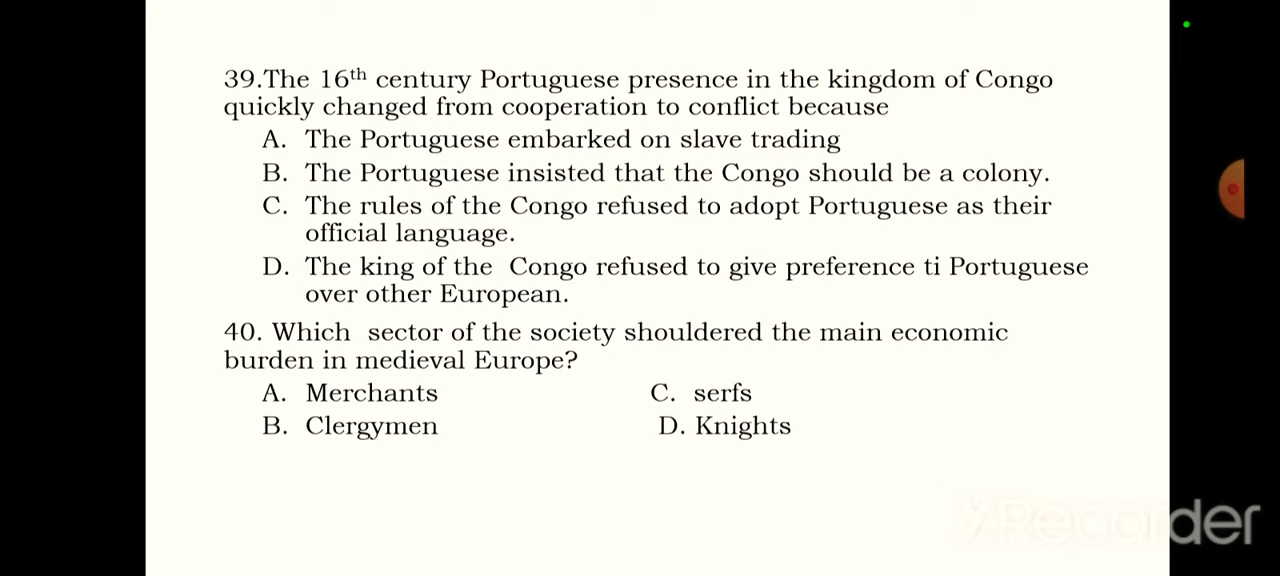 39.The 16th century Portuguese presence in the kingdom of Congo
quickly changed from cooperation to conflict because
A. The Portuguese embarked on slave trading
B. The Portuguese insisted that the Congo should be a colony.
C. The rules of the Congo refused to adopt Portuguese as their
official language.
D. The king of the Congo refused to give preference ti Portuguese
over other European.
40. Which sector of the society shouldered the main economic
burden in medieval Europe?
A. Merchants C. serfs
B. Clergymen D. Knights
XRecorder